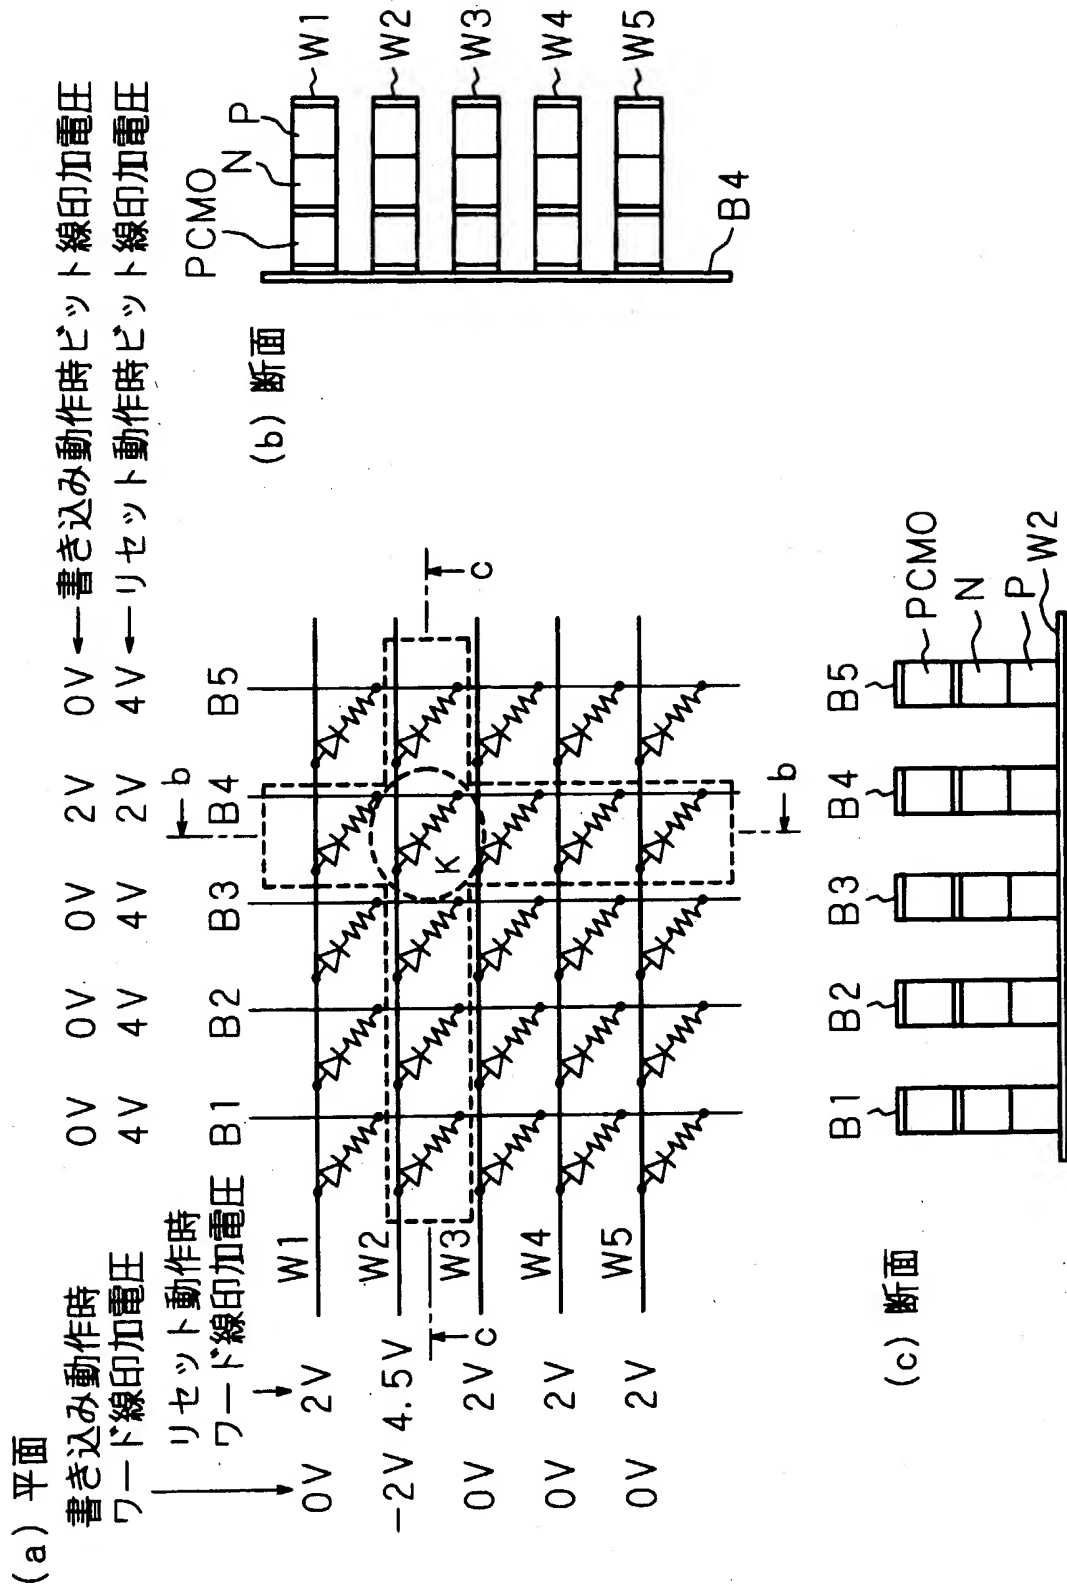 (a) 平面
書き込み動作時
ワード線印加電圧
リセット動作時
ワード線印加電圧
0V 0V 0V 2V 0V ←書き込み動作時ビット線印加電圧
4V 4V 4V 2V 4V ←リセット動作時ビット線印加電圧
B1 B2 B3 B4 B5
b
0V 2V W1
-2V 4.5V W2
c c
K
0V 2V W3
0V 2V W4
0V 2V W5
b
(b) 断面
PCMO N P
W1
W2
W3
W4
W5
B4
(c) 断面
B1 B2 B3 B4 B5
PCMO
N
P
W2